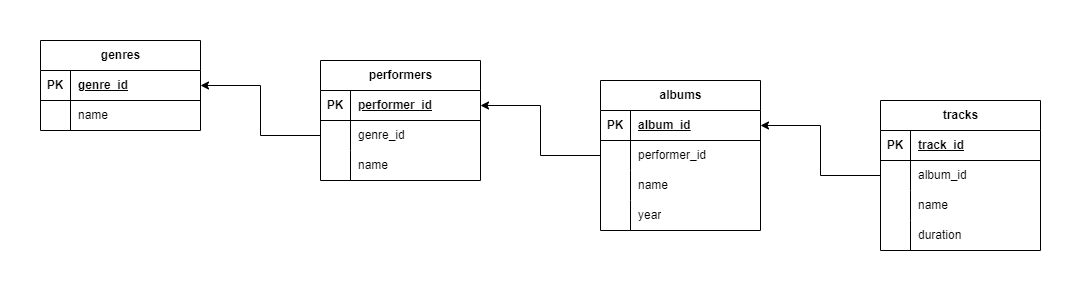 genres
PK genre_id
name
performers
PK performer_id
genre_id
name
albums
PK album_id
performer_id
name
year
tracks
PK track_id
album_id
name
duration